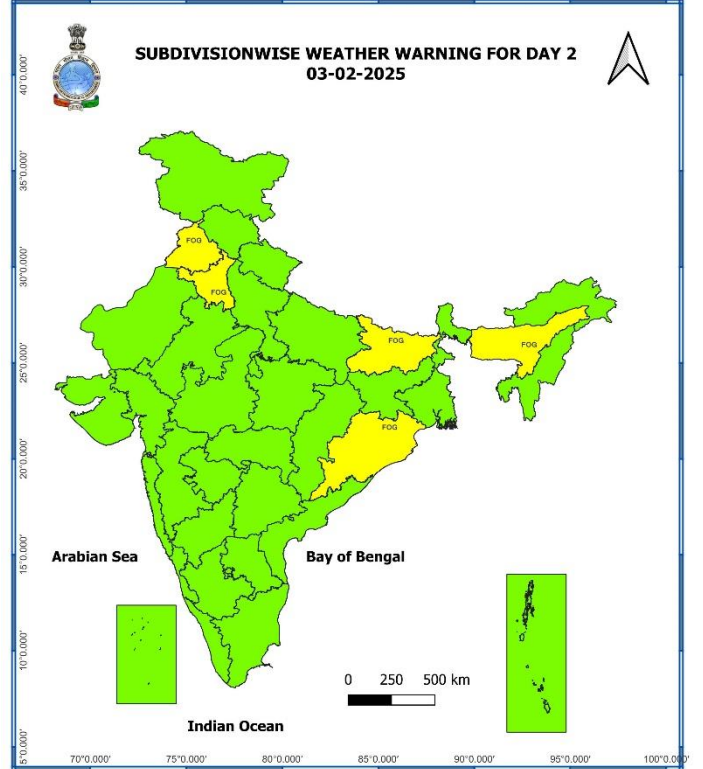 SUBDIVISIONWISE WEATHER WARNING FOR DAY 2
03-02-2025
40°0.000'
35°0.000'
30°0.000'
25°0.000'
20°0.000'
15°0.000'
10°0.000'
5°0.000'
FOG
FOG
FOG
FOG
FOG
Arabian Sea
Bay of Bengal
0 250 500 km
Indian Ocean
70°0.000' 75°0.000' 80°0.000' 85°0.000' 90°0.000' 95°0.000' 100°0.000'